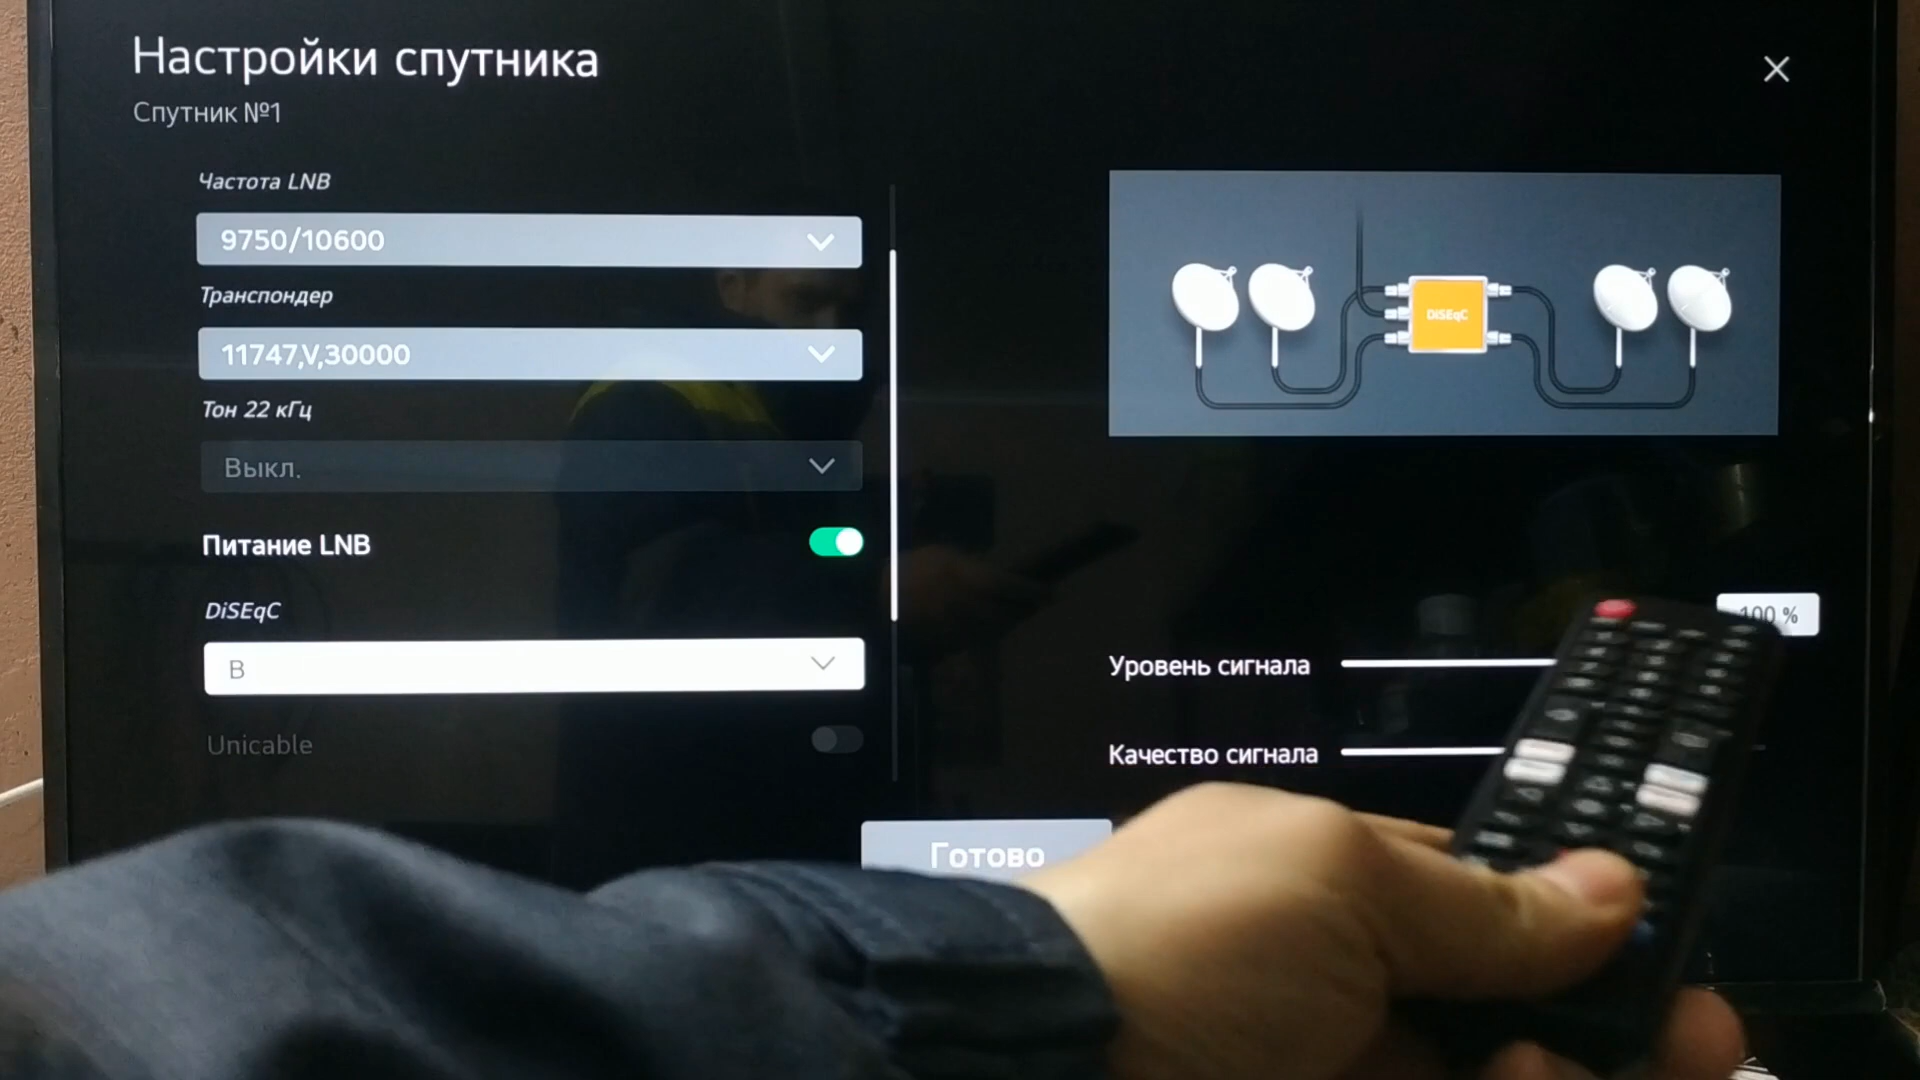 Настройки спутника
Спутник №1
Частота LNB
9750/10600
Транспондер
11747,V,30000
Тон 22 кГц
Выкл.
Питание LNB
DiSEqC
B
Unicable
DiSEqC
100 %
Уровень сигнала
Качество сигнала
Готово